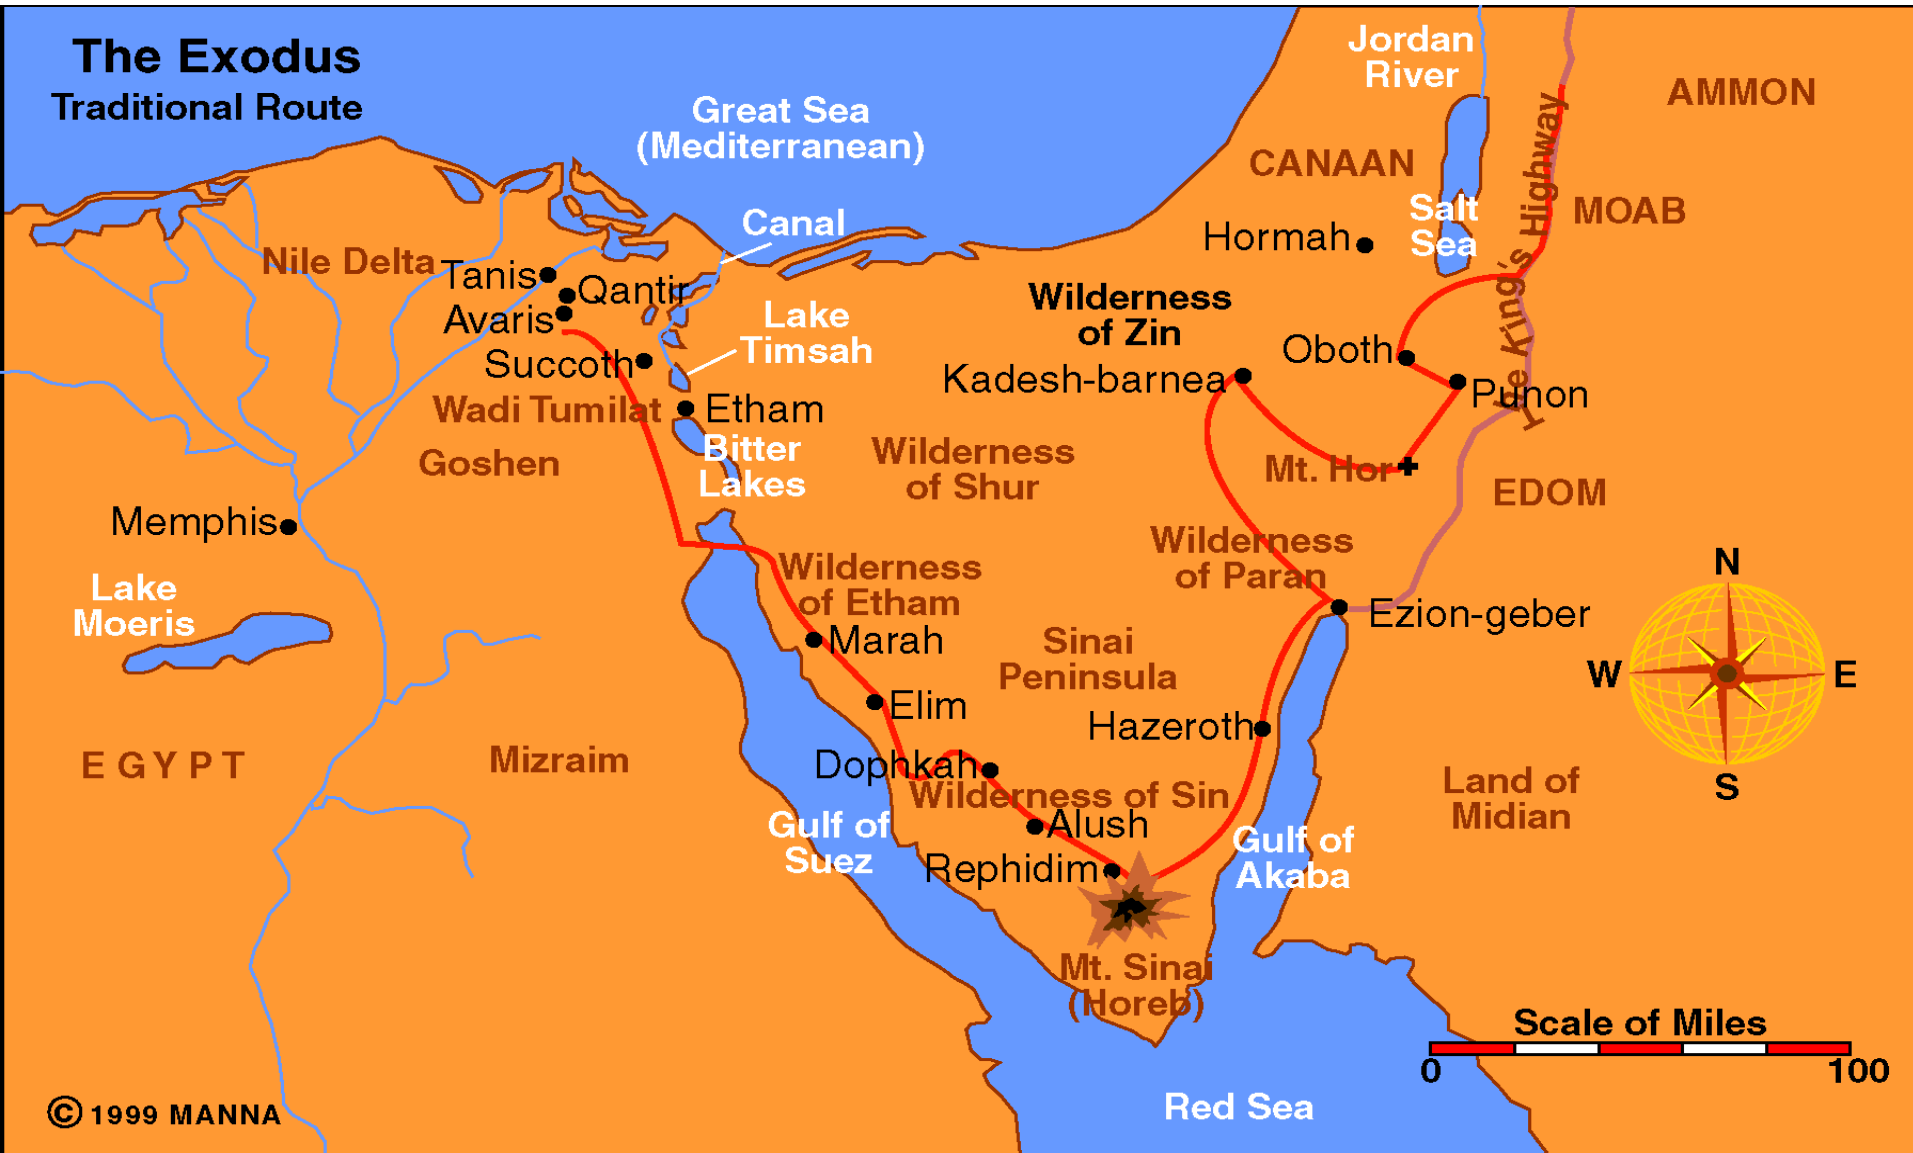 The Exodus
Traditional Route
Great Sea
(Mediterranean)
Jordan
River
AMMON
CANAAN
The King's Highway
MOAB
Salt
Sea
Canal
Hormah
Nile Delta
Tanis
Qantir
Avaris
Lake
Timsah
Wilderness
of Zin
Succoth
Oboth
Kadesh-barnea
Punon
Wadi Tumilat
Etham
Goshen
Bitter
Lakes
Wilderness
of Shur
Mt. Hor
EDOM
Memphis
Wilderness
of Paran
Wilderness
of Etham
Lake
Moeris
Marah
Ezion-geber
Sinai
Peninsula
N
W
E
S
Elim
Hazeroth
EGYPT
Mizraim
Dophkah
Wilderness of Sin
Land of
Midian
Alush
Gulf of
Suez
Gulf of
Akaba
Rephidim
Mt. Sinai
(Horeb)
Scale of Miles
0
100
Red Sea
© 1999 MANNA